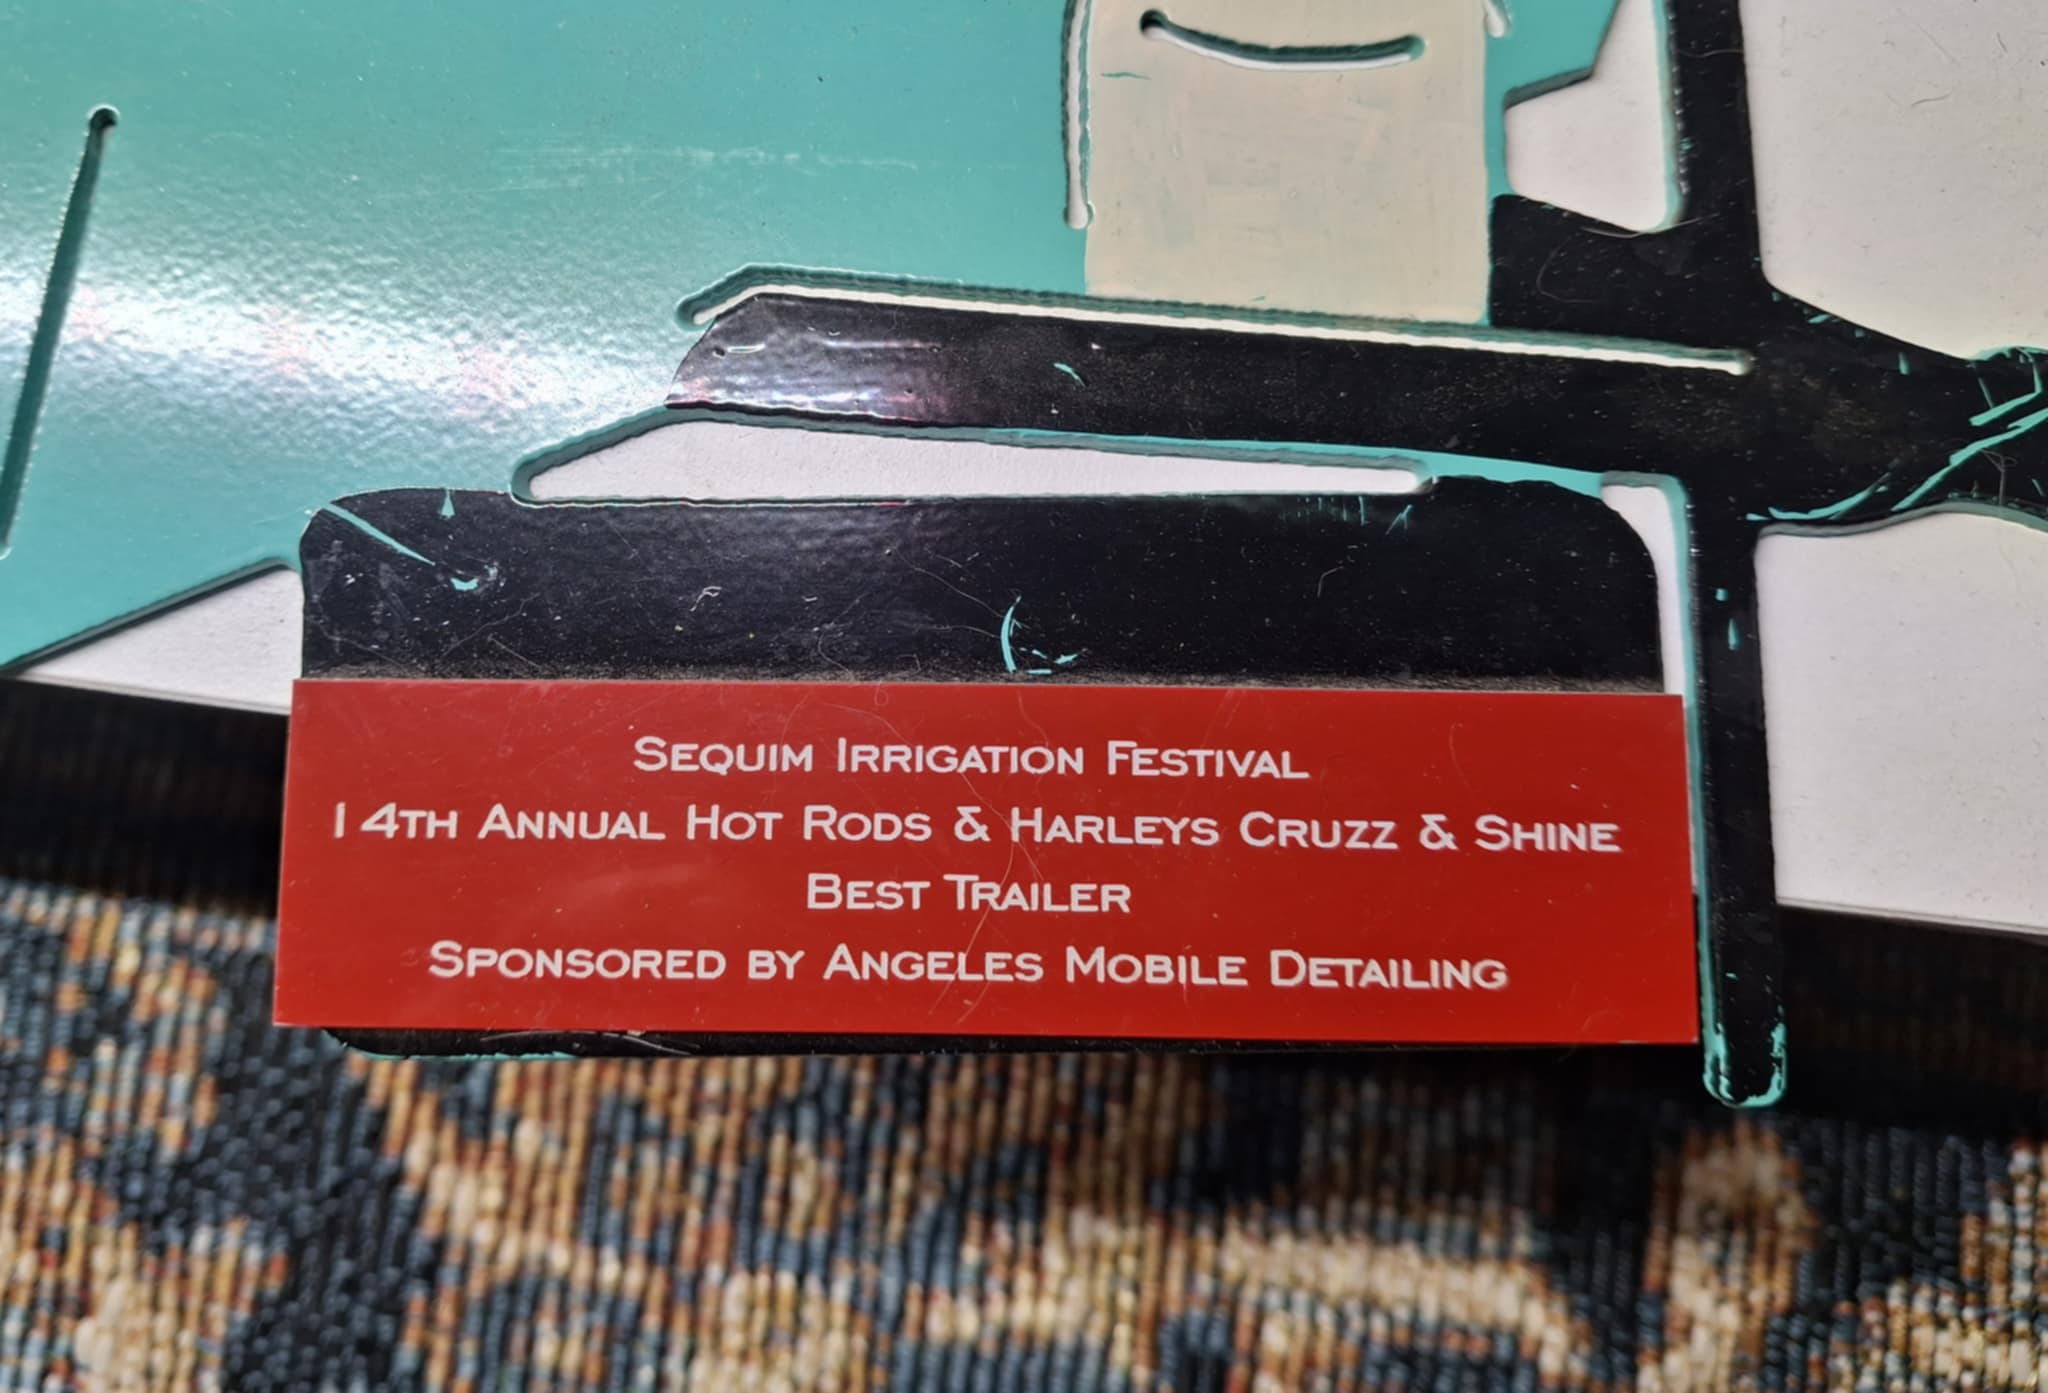 Sequim Irrigation Festival
14th Annual Hot Rods & Harleys Cruzz & Shine
Best Trailer
Sponsored by Angeles Mobile Detailing